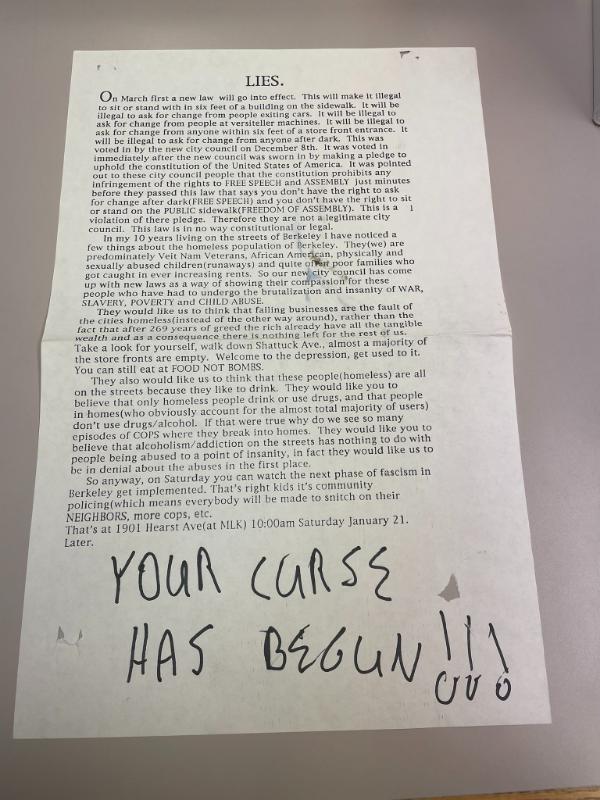 LIES.
On March first a new law will go into effect. This will make it illegal
to sit or stand with in six feet of a building on the sidewalk. It will be
illegal to ask for change from people exiting cars. It will be illegal to
ask for change from people at versiteller machines. It will be illegal to
ask for change from anyone within six feet of a store front entrance. It
will be illegal to ask for change from anyone after dark. This was
voted in by the new city council on December 8th. It was voted in
immediately after the new council was sworn in by making a pledge to
uphold the constitution of the United States of America. It was pointed
out to these city council people that the constitution prohibits any
infringement of the rights to FREE SPEECH and ASSEMBLY just minutes
before they passed this law that says you don't have the right to ask
for change after dark(FREE SPEECH) and you don't have the right to sit
or stand on the PUBLIC sidewalk(FREEDOM OF ASSEMBLY). This is a
violation of there pledge. Therefore they are not a legitimate city
council. This law is in no way constitutional or legal.
In my 10 years living on the streets of Berkeley I have noticed a
few things about the homeless population of Berkeley. They(we) are
predominately Veit Nam Veterans, African American, physically and
sexually abused children(runaways) and quite often poor families who
got caught in ever increasing rents. So our new city council has come
up with new laws as a way of showing their compassion for these
people who have had to undergo the brutalization and insanity of WAR,
SLAVERY, POVERTY and CHILD ABUSE.
They would like us to think that failing businesses are the fault of
the cities homeless(instead of the other way around), rather than the
fact that after 269 years of greed the rich already have all the tangible
wealth and as a consequence there is nothing left for the rest of us.
Take a look for yourself, walk down Shattuck Ave., almost a majority of
the store fronts are empty. Welcome to the depression, get used to it.
You can still eat at FOOD NOT BOMBS.
They also would like us to think that these people(homeless) are all
on the streets because they like to drink. They would like you to
believe that only homeless people drink or use drugs, and that people
in homes(who obviously account for the almost total majority of users)
don't use drugs/alcohol. If that were true why do we see so many
episodes of COPS where they break into homes. They would like you to
believe that alcoholism/addiction on the streets has nothing to do with
people being abused to a point of insanity, in fact they would like us to
be in denial about the abuses in the first place.
So anyway, on Saturday you can watch the next phase of fascism in
Berkeley get implemented. That's right kids it's community
policing(which means everybody will be made to snitch on their
NEIGHBORS, more cops, etc.
That's at 1901 Hearst Ave(at MLK) 10:00am Saturday January 21.
Later.
YOUR CURSE
HAS BEGUN!!!